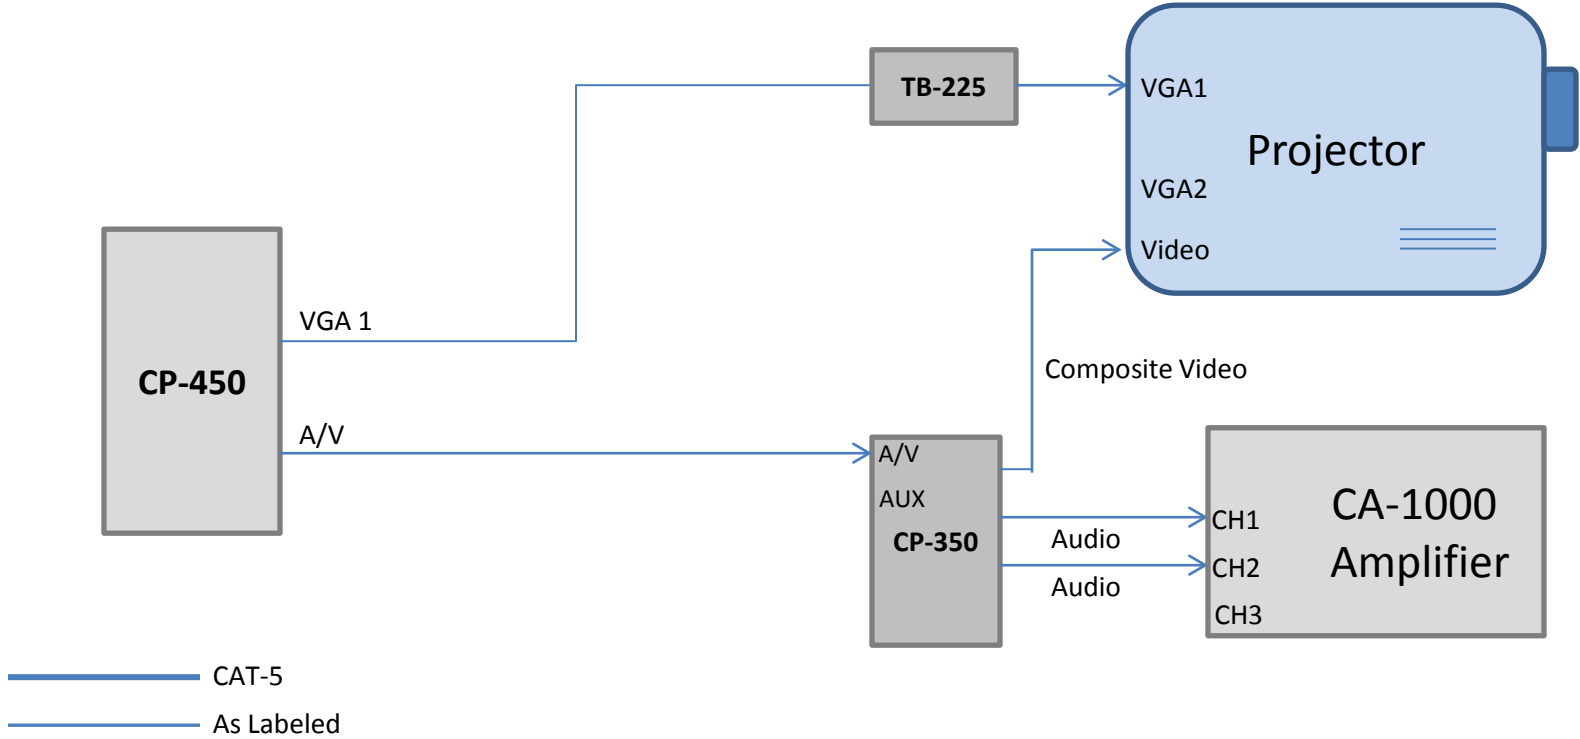 TB-225
VGA1
Projector
VGA2
Video
VGA 1
CP-450
A/V
Composite Video
A/V
AUX
CP-350
Audio
Audio
CH1
CH2
CH3
CA-1000
Amplifier
CAT-5
As Labeled